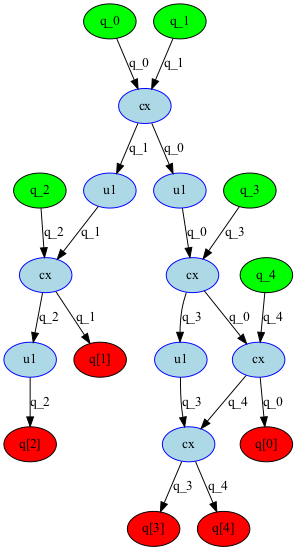 q_0 q_1
q_0 q_1
cx
q_1 q_0
q_2 u1 u1 q_3
q_2 q_1 q_0 q_3
cx cx q_4
q_2 q_1 q_3 q_0 q_4
u1 q[1] u1 cx
q_2 q_3 q_4 q_0
q[2] cx q[0]
q_3 q_4
q[3] q[4]